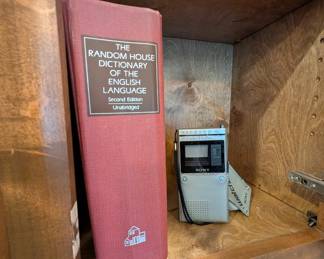 THE
RANDOM HOUSE
DICTIONARY
OF THE
ENGLISH
LANGUAGE
Second Edition
Unabridged
SONY